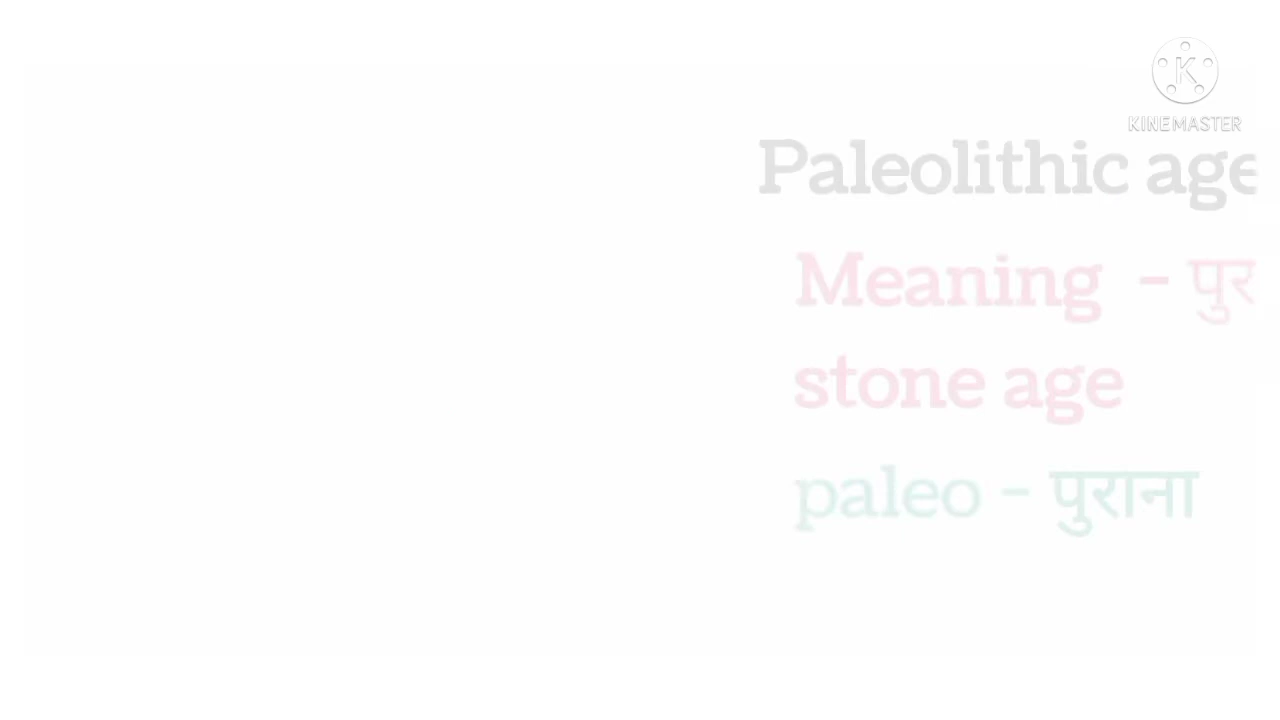 KINEMASTER
Paleolithic age
Meaning - पुर
stone age
paleo - पुराना